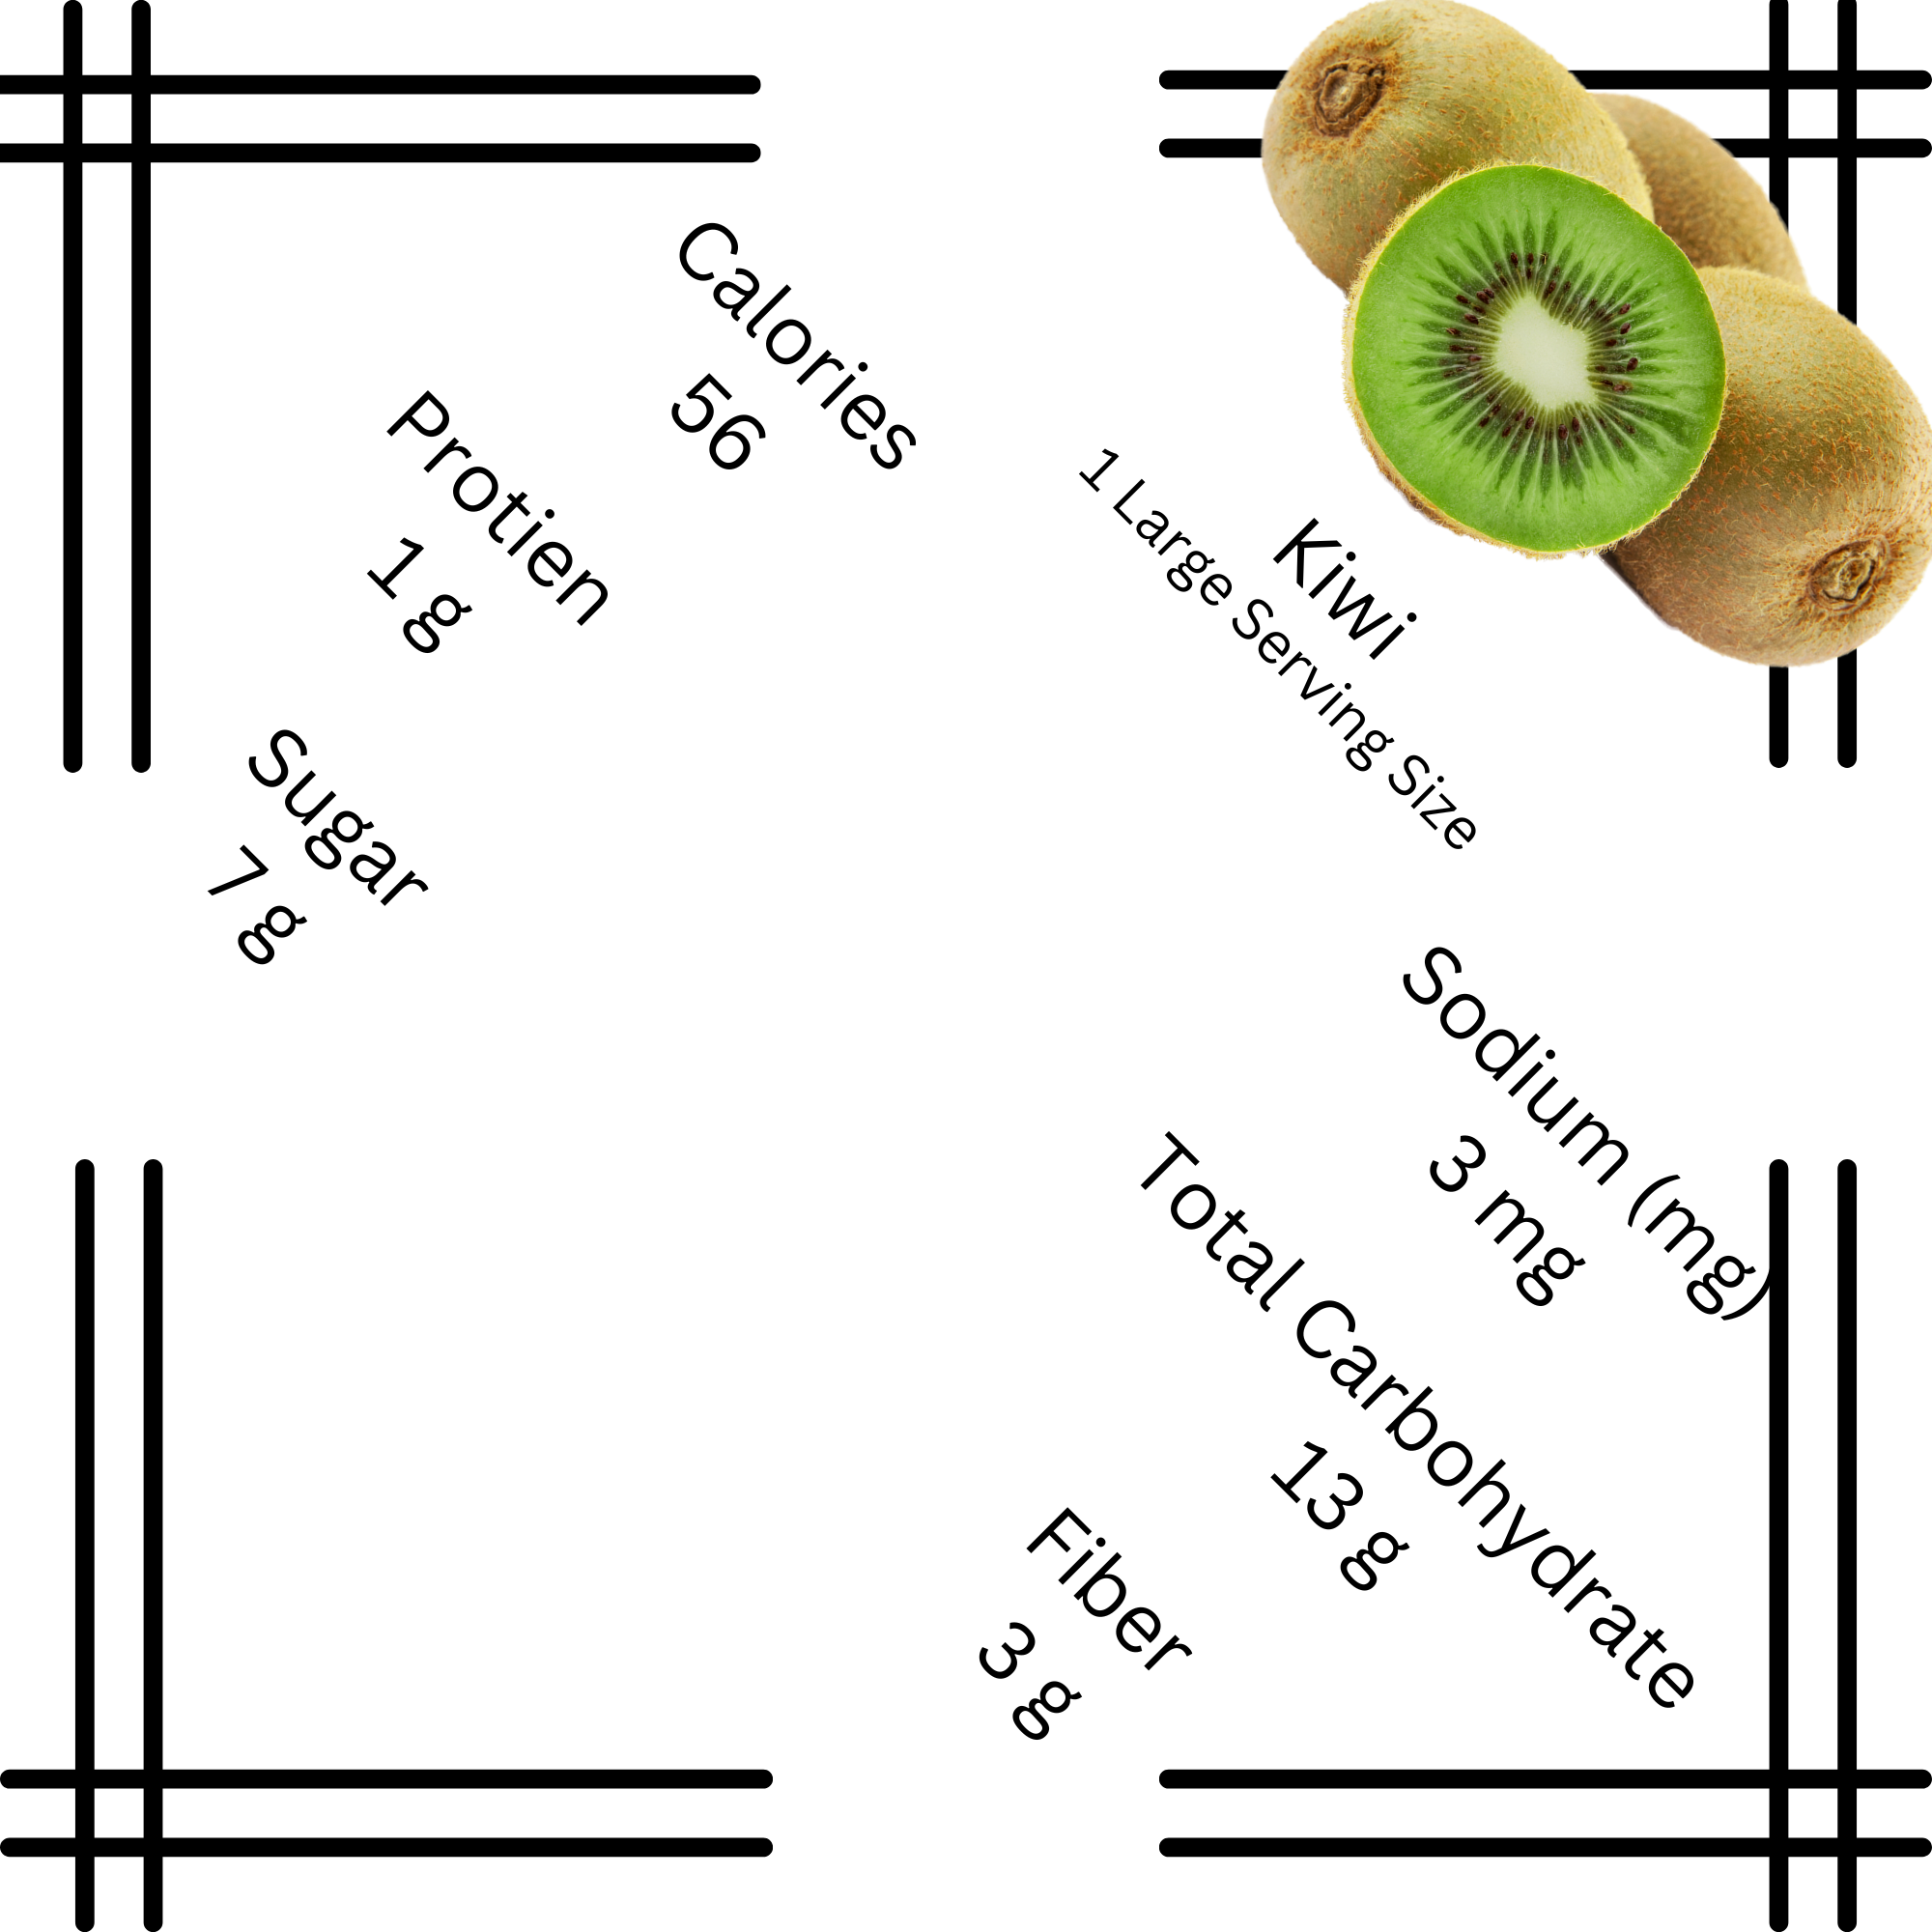 Kiwi
1 Large Serving Size
Calories
56
Protien
1 g
Sugar
7 g
Sodium (mg)
3 mg
Total Carbohydrate
13 g
Fiber
3 g